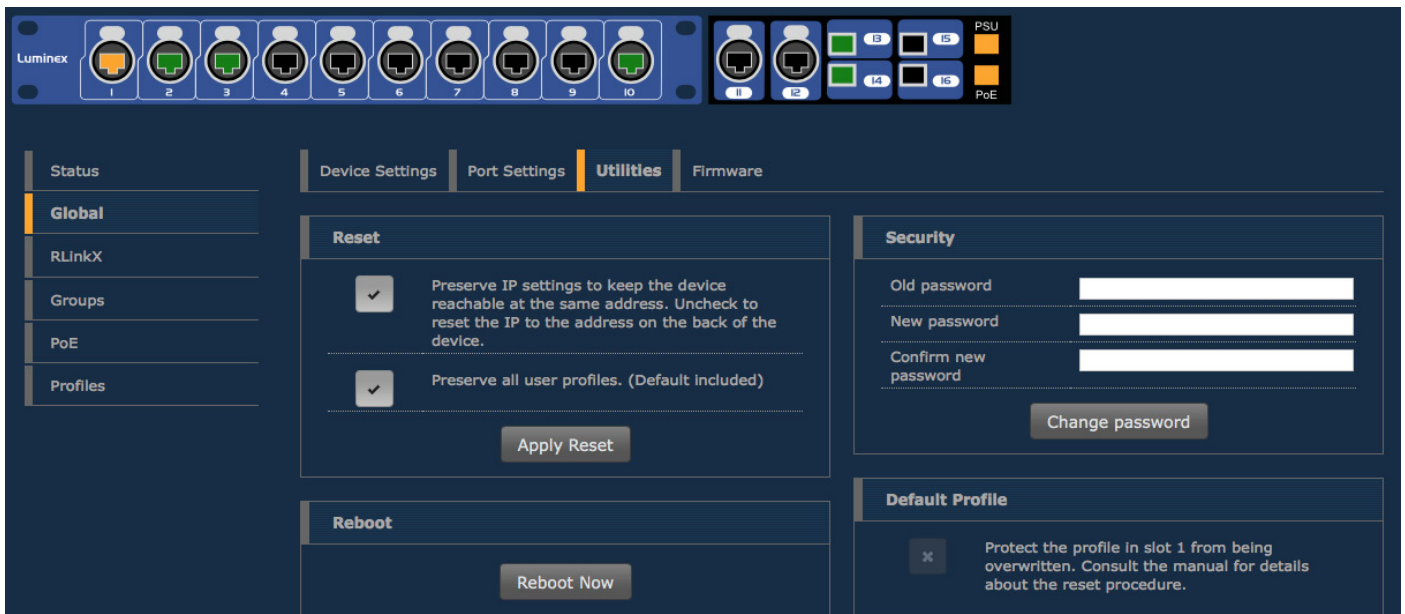 PSU
Luminex
1 2 3 4 5 6 7 8 9 10 11 12 13 15
14 16
PoE
Status
Global
RLinkX
Groups
PoE
Profiles
Device Settings Port Settings Utilities Firmware
Reset
Preserve IP settings to keep the device
reachable at the same address. Uncheck to
reset the IP to the address on the back of the
device.
Preserve all user profiles. (Default included)
Apply Reset
Reboot
Reboot Now
Security
Old password
New password
Confirm new
password
Change password
Default Profile
Protect the profile in slot 1 from being
overwritten. Consult the manual for details
about the reset procedure.